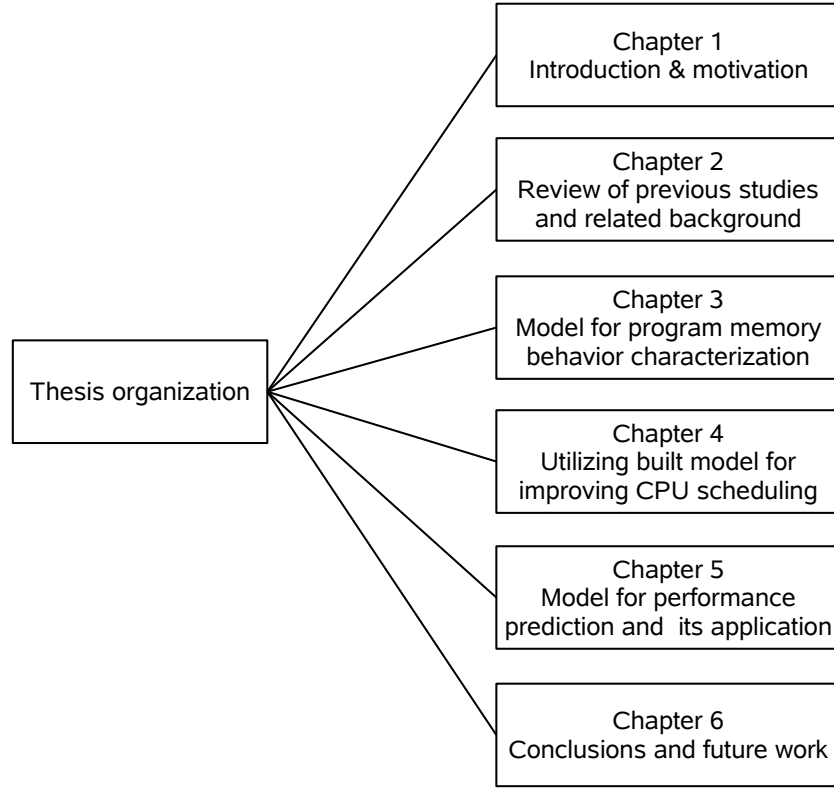 Thesis organization
Chapter 1
Introduction & motivation
Chapter 2
Review of previous studies
and related background
Chapter 3
Model for program memory
behavior characterization
Chapter 4
Utilizing built model for
improving CPU scheduling
Chapter 5
Model for performance
prediction and  its application
Chapter 6
Conclusions and future work